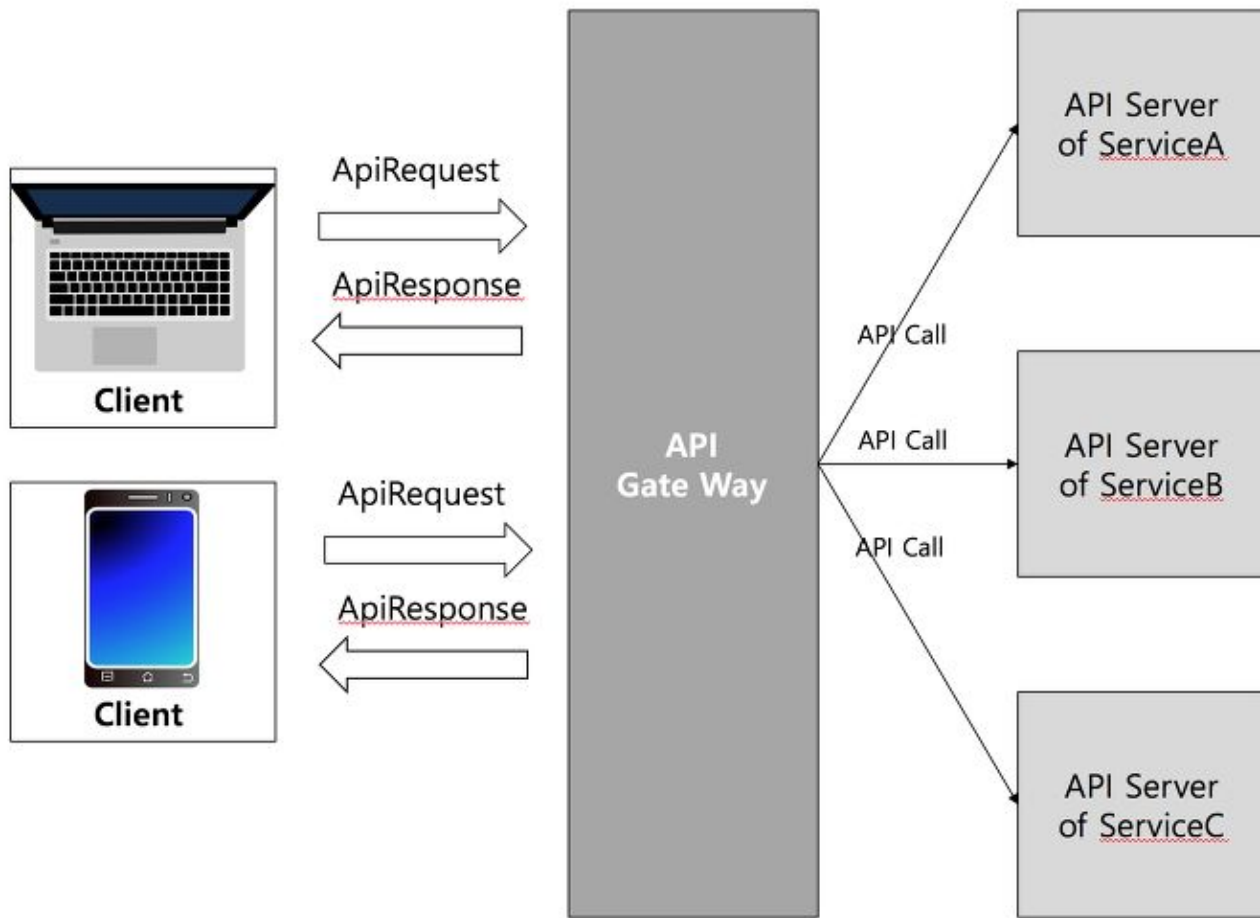 ApiRequest
ApiResponse
Client
ApiRequest
ApiResponse
Client
API
Gate Way
API Call
API Call
API Call
API Server
of ServiceA
API Server
of ServiceB
API Server
of ServiceC